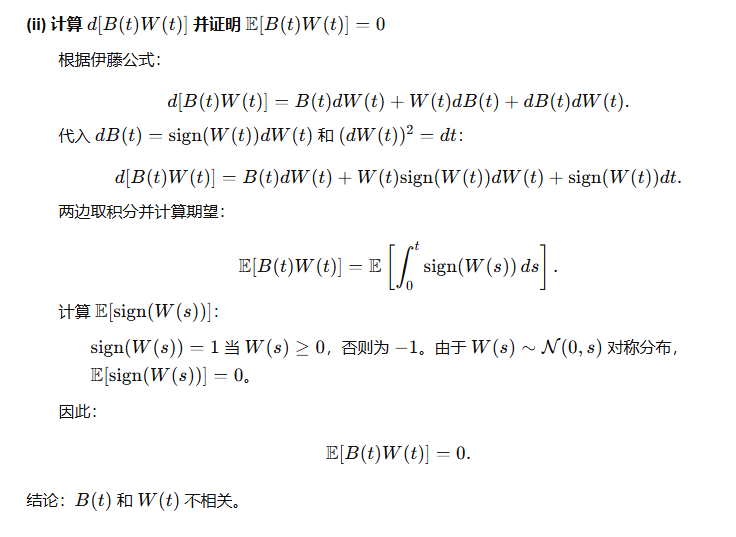 (ii) 计算 d[B(t)W(t)] 并证明 𝔼[B(t)W(t)] = 0
根据伊藤公式：
d[B(t)W(t)] = B(t)dW(t) + W(t)dB(t) + dB(t)dW(t).
代入 dB(t) = sign(W(t))dW(t) 和 (dW(t))² = dt：
d[B(t)W(t)] = B(t)dW(t) + W(t)sign(W(t))dW(t) + sign(W(t))dt.
两边取积分并计算期望：
𝔼[B(t)W(t)] = 𝔼[∫₀ᵗ sign(W(s)) ds].
计算 𝔼[sign(W(s))]：
sign(W(s)) = 1 当 W(s) ≥ 0，否则为 −1。由于 W(s) ∼ 𝒩(0, s) 对称分布，
𝔼[sign(W(s))] = 0。
因此：
𝔼[B(t)W(t)] = 0.
结论：B(t) 和 W(t) 不相关。